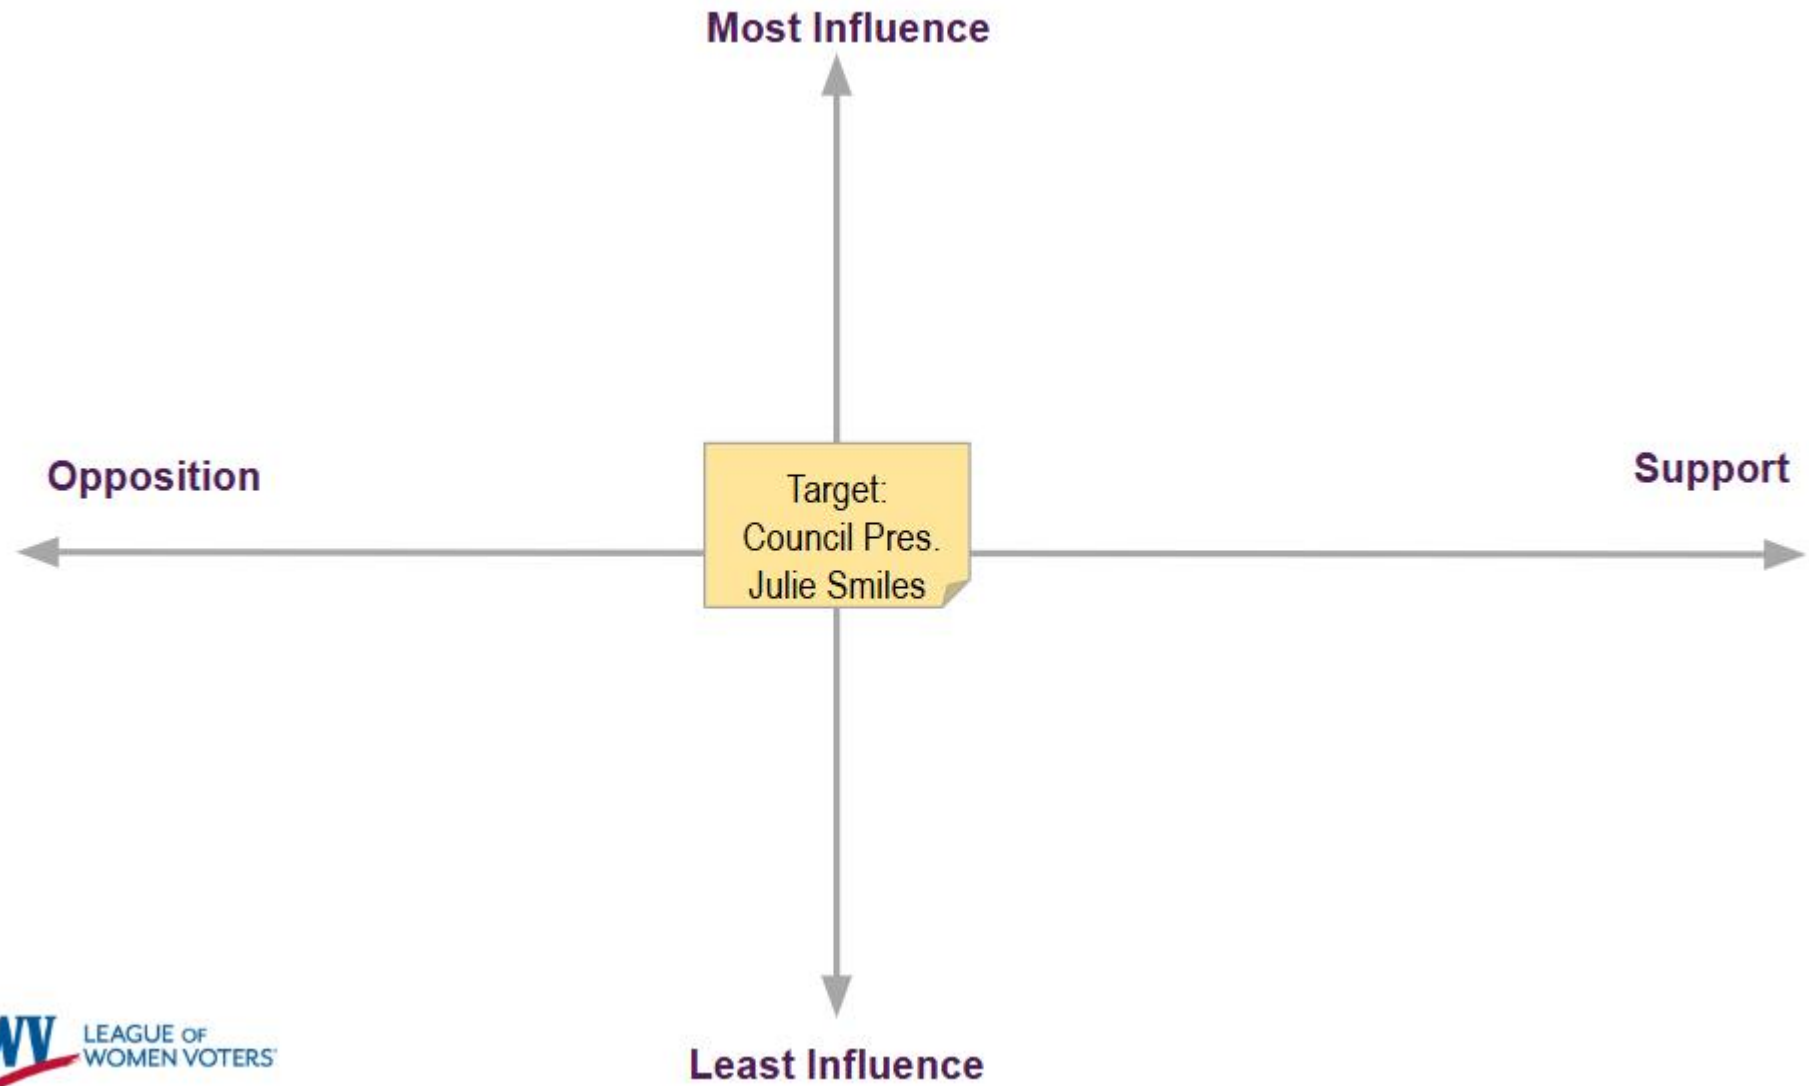 Most Influence
Opposition
Support
Target:
Council Pres.
Julie Smiles
LEAGUE OF
WOMEN VOTERS
Least Influence